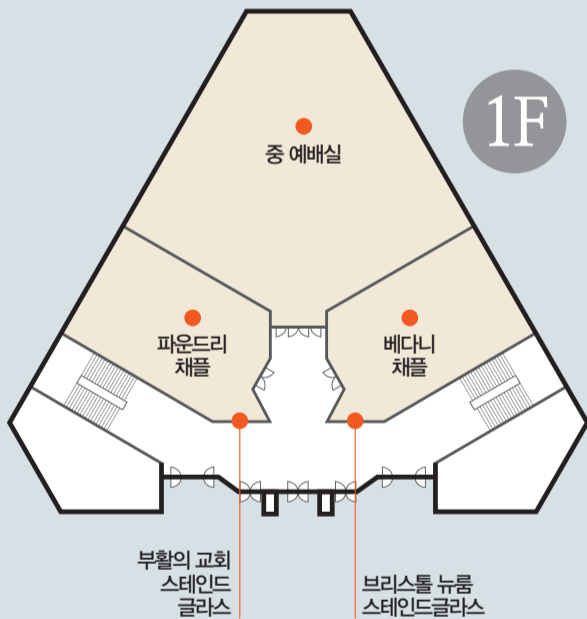 1F
중 예배실
파운드리
채플
베다니
채플
부활의 교회
스테인드
글라스
브리스톨 뉴룸
스테인드글라스